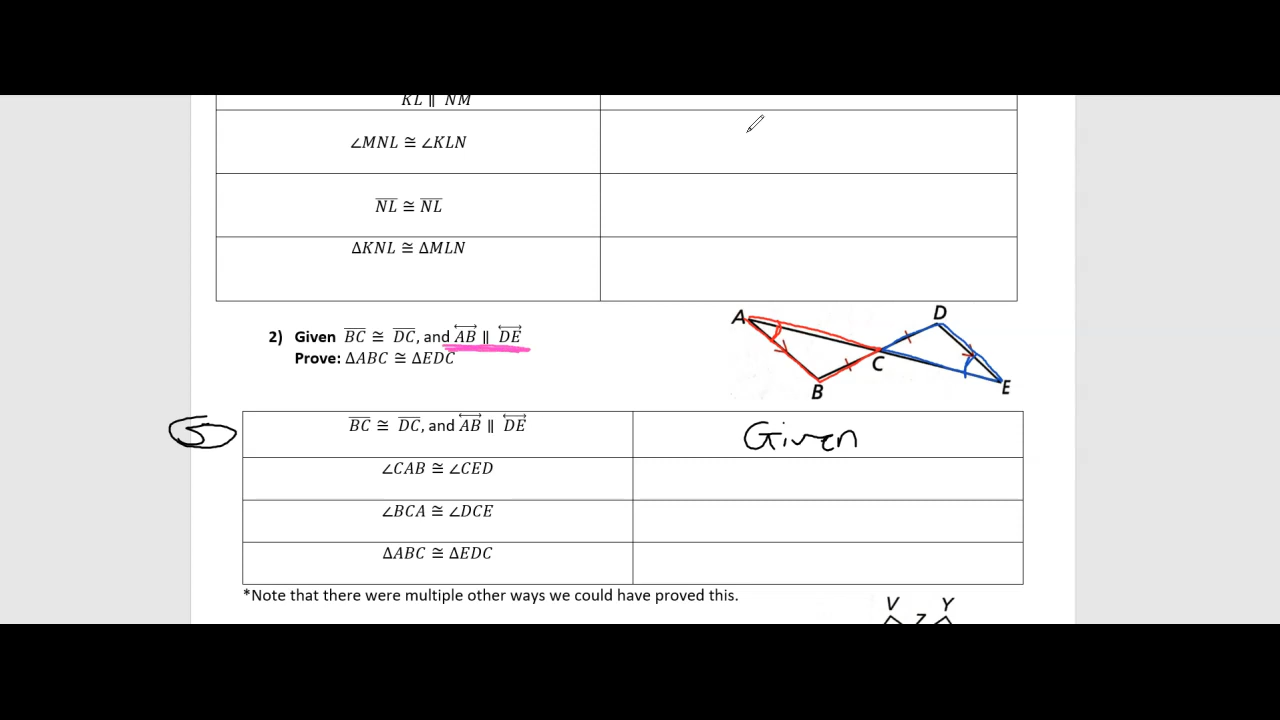 KL ∥ NM
∠MNL ≅ ∠KLN
NL ≅ NL
ΔKNL ≅ ΔMLN
2) Given BC ≅ DC, and AB ∥ DE
Prove: ΔABC ≅ ΔEDC
A
D
C
B
E
S
BC ≅ DC, and AB ∥ DE
Given
∠CAB ≅ ∠CED
∠BCA ≅ ∠DCE
ΔABC ≅ ΔEDC
*Note that there were multiple other ways we could have proved this.
V Y
Z